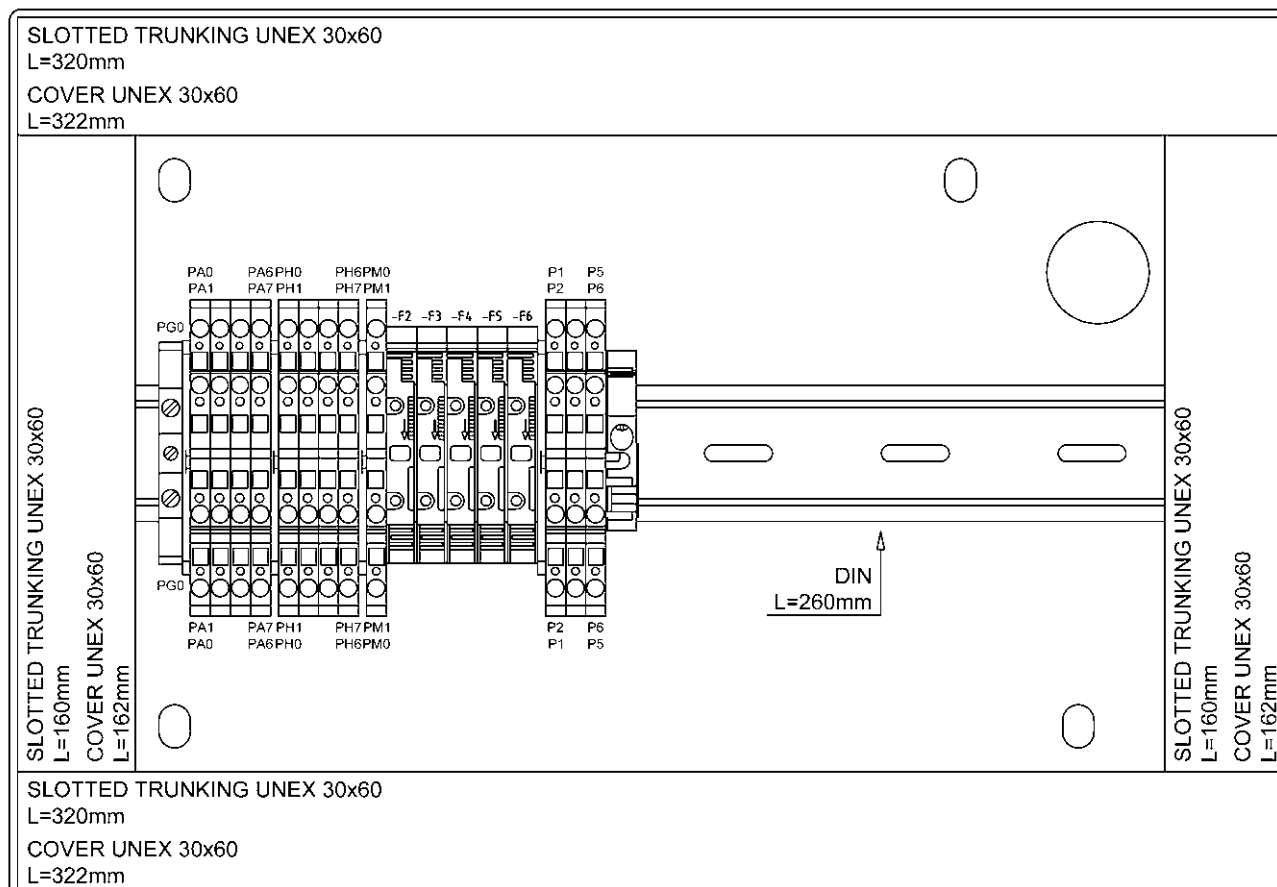 SLOTTED TRUNKING UNEX 30x60
L=320mm
COVER UNEX 30x60
L=322mm
PA0 PA6 PH0 PH6 PM0 P1 P5
PA1 PA7 PH1 PH7 PM1 P2 P6
-F2 -F3 -F4 -F5 -F6
PG0
SLOTTED TRUNKING UNEX 30x60
L=160mm
COVER UNEX 30x60
L=162mm
DIN
L=260mm
PG0
PA1 PA7 PH1 PH7 PM1 P2 P6
PA0 PA6 PH0 PH6 PM0 P1 P5
SLOTTED TRUNKING UNEX 30x60
L=160mm
COVER UNEX 30x60
L=162mm
SLOTTED TRUNKING UNEX 30x60
L=320mm
COVER UNEX 30x60
L=322mm